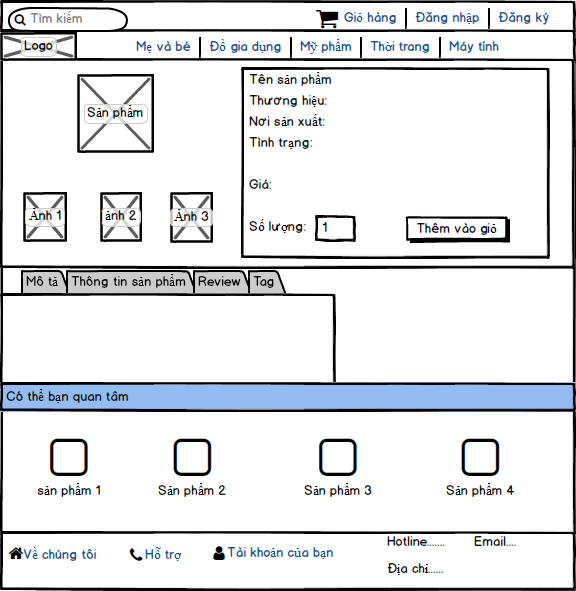 Tìm kiếm
Giỏ hàng
Đăng nhập
Đăng ký
Logo
Mẹ và bé
Đồ gia dụng
Mỹ phẩm
Thời trang
Máy tính
Sản phẩm
Ảnh 1
ảnh 2
Ảnh 3
Tên sản phẩm
Thương hiệu:
Nơi sản xuất:
Tình trạng:
Giá:
Số lượng:
1
Thêm vào giỏ
Mô tả
Thông tin sản phẩm
Review
Tag
Có thể bạn quan tâm
sản phẩm 1
Sản phẩm 2
Sản phẩm 3
Sản phẩm 4
Về chúng tôi
Hỗ trợ
Tài khoản của bạn
Hotline.......
Email....
Địa chỉ......